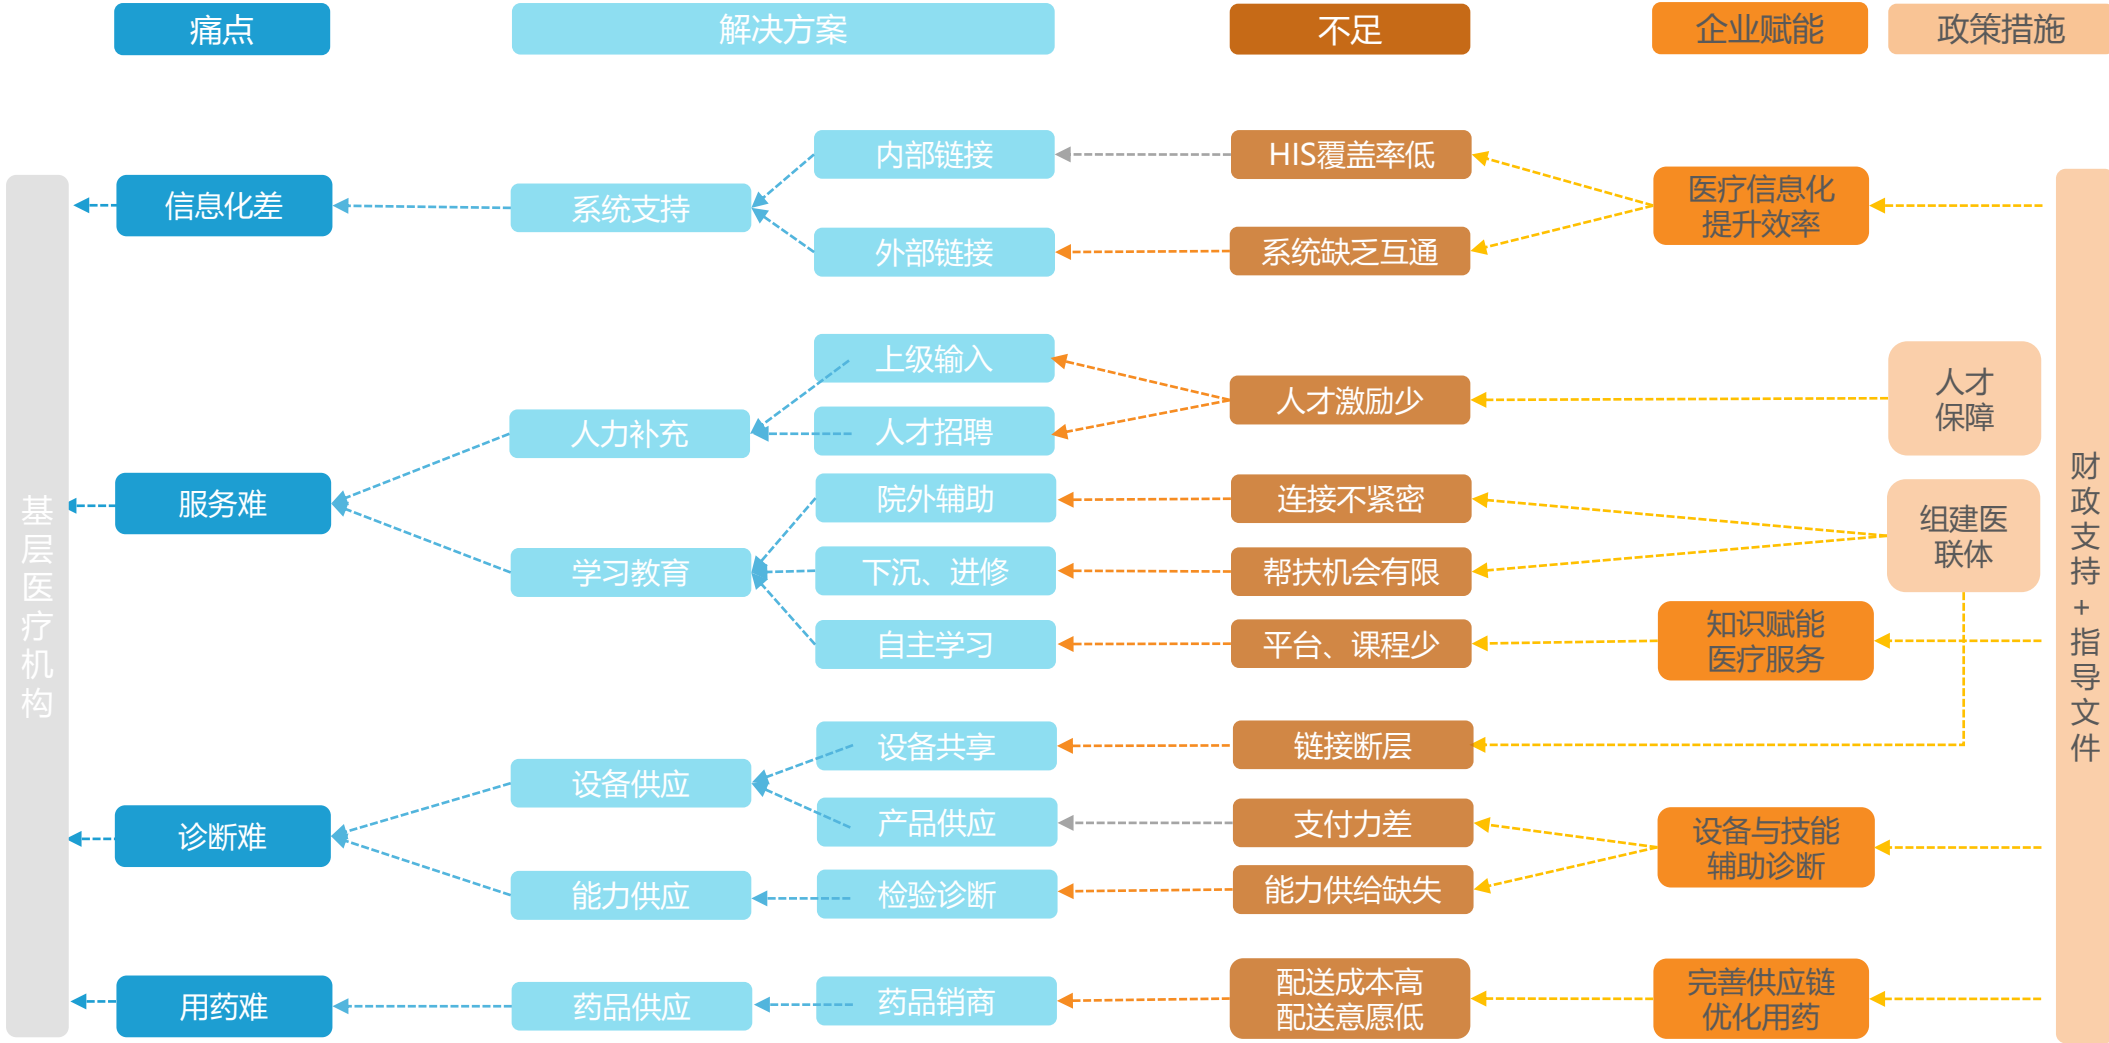 痛点
解决方案
不足
企业赋能
政策措施
基层医疗机构
信息化差
系统支持
内部链接
HIS覆盖率低
外部链接
系统缺乏互通
医疗信息化
提升效率
服务难
人力补充
上级输入
人才招聘
人才激励少
人才
保障
学习教育
院外辅助
连接不紧密
下沉、进修
帮扶机会有限
组建医
联体
自主学习
平台、课程少
知识赋能
医疗服务
诊断难
设备供应
设备共享
链接断层
产品供应
支付力差
能力供应
检验诊断
能力供给缺失
设备与技能
辅助诊断
用药难
药品供应
药品销商
配送成本高
配送意愿低
完善供应链
优化用药
财政支持+指导文件